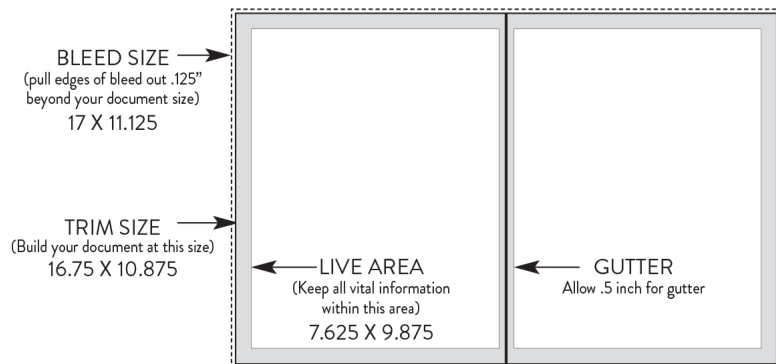 BLEED SIZE
(pull edges of bleed out .125”
beyond your document size)
17 X 11.125
TRIM SIZE
(Build your document at this size)
16.75 X 10.875
LIVE AREA
(Keep all vital information
within this area)
7.625 X 9.875
GUTTER
Allow .5 inch for gutter